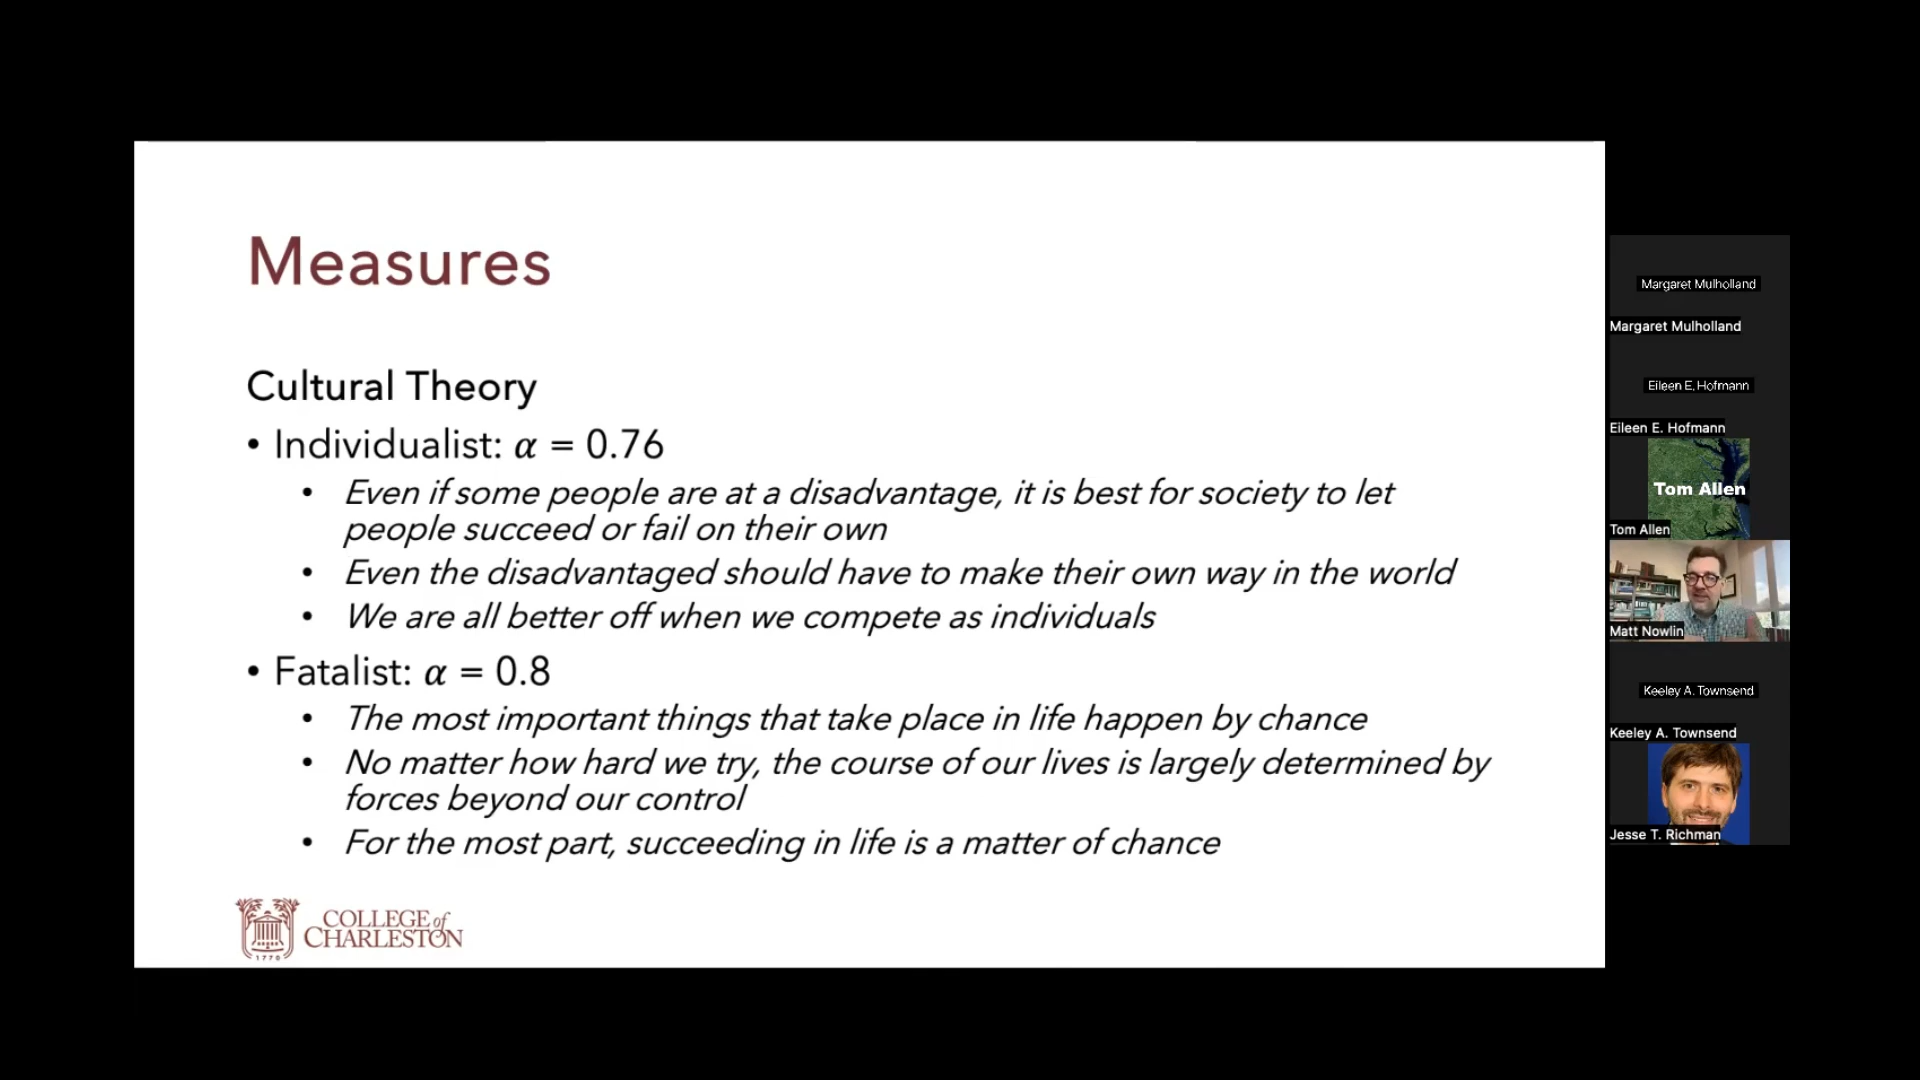 Measures
Cultural Theory
• Individualist: α = 0.76
• Even if some people are at a disadvantage, it is best for society to let
people succeed or fail on their own
• Even the disadvantaged should have to make their own way in the world
• We are all better off when we compete as individuals
• Fatalist: α = 0.8
• The most important things that take place in life happen by chance
• No matter how hard we try, the course of our lives is largely determined by
forces beyond our control
• For the most part, succeeding in life is a matter of chance
COLLEGE of
CHARLESTON
1770
Margaret Mulholland
Margaret Mulholland
Eileen E. Hofmann
Eileen E. Hofmann
Tom Allen
Tom Allen
Matt Nowlin
Keeley A. Townsend
Keeley A. Townsend
Jesse T. Richman